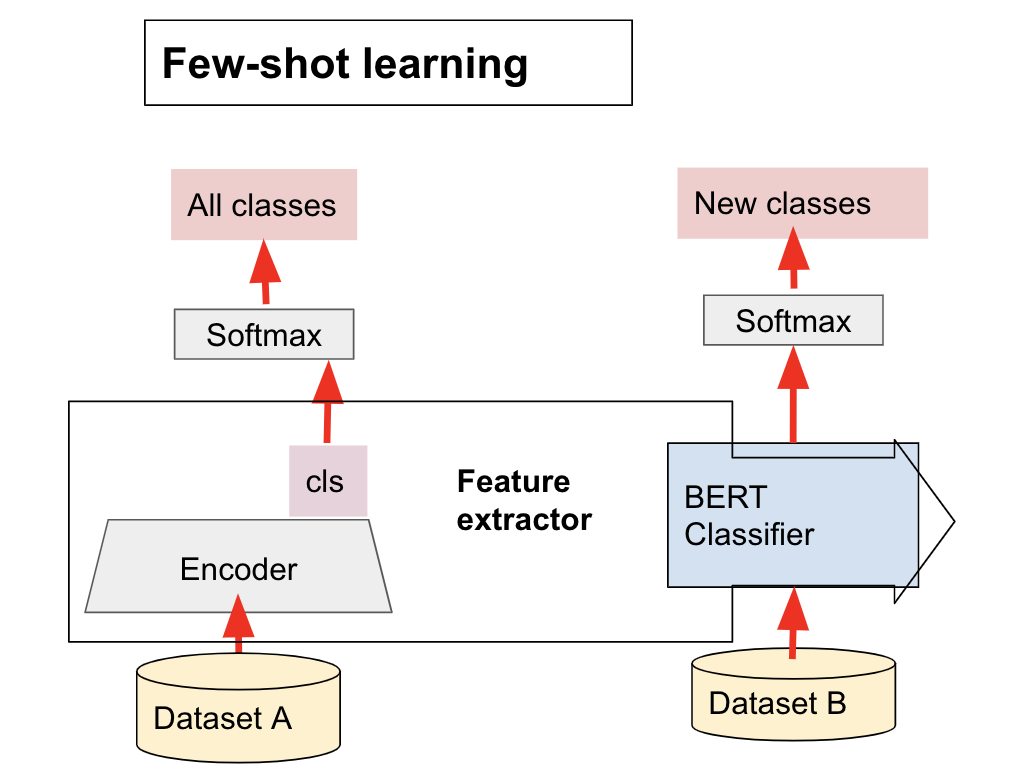 Few-shot learning
All classes
New classes
Softmax
Softmax
cls
Feature
extractor
BERT
Classifier
Encoder
Dataset A
Dataset B